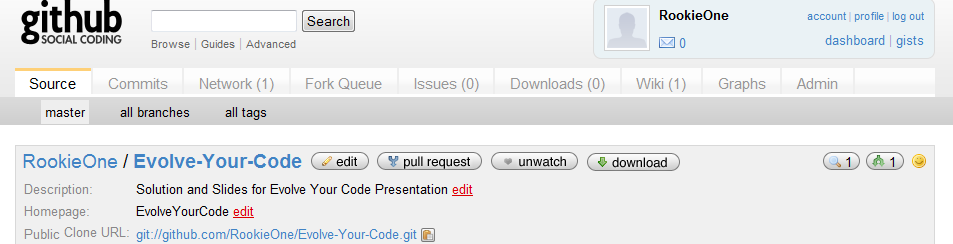 github
SOCIAL CODING
Search
Browse | Guides | Advanced
RookieOne
0
account | profile | log out
dashboard | gists
Source Commits Network (1) Fork Queue Issues (0) Downloads (0) Wiki (1) Graphs Admin
master all branches all tags
RookieOne / Evolve-Your-Code edit pull request unwatch download 1 1
Description: Solution and Slides for Evolve Your Code Presentation edit
Homepage: EvolveYourCode edit
Public Clone URL: git://github.com/RookieOne/Evolve-Your-Code.git